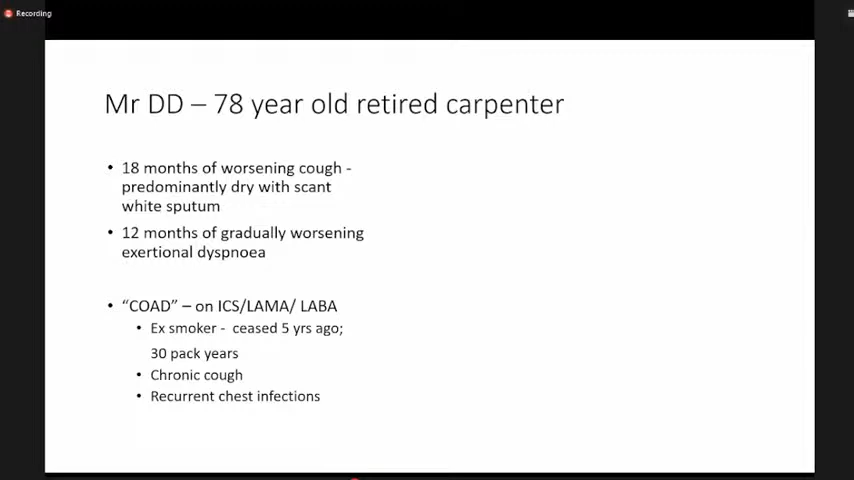 Recording
Mr DD – 78 year old retired carpenter
• 18 months of worsening cough -
predominantly dry with scant
white sputum
• 12 months of gradually worsening
exertional dyspnoea
• “COAD” – on ICS/LAMA/ LABA
• Ex smoker -  ceased 5 yrs ago;
30 pack years
• Chronic cough
• Recurrent chest infections